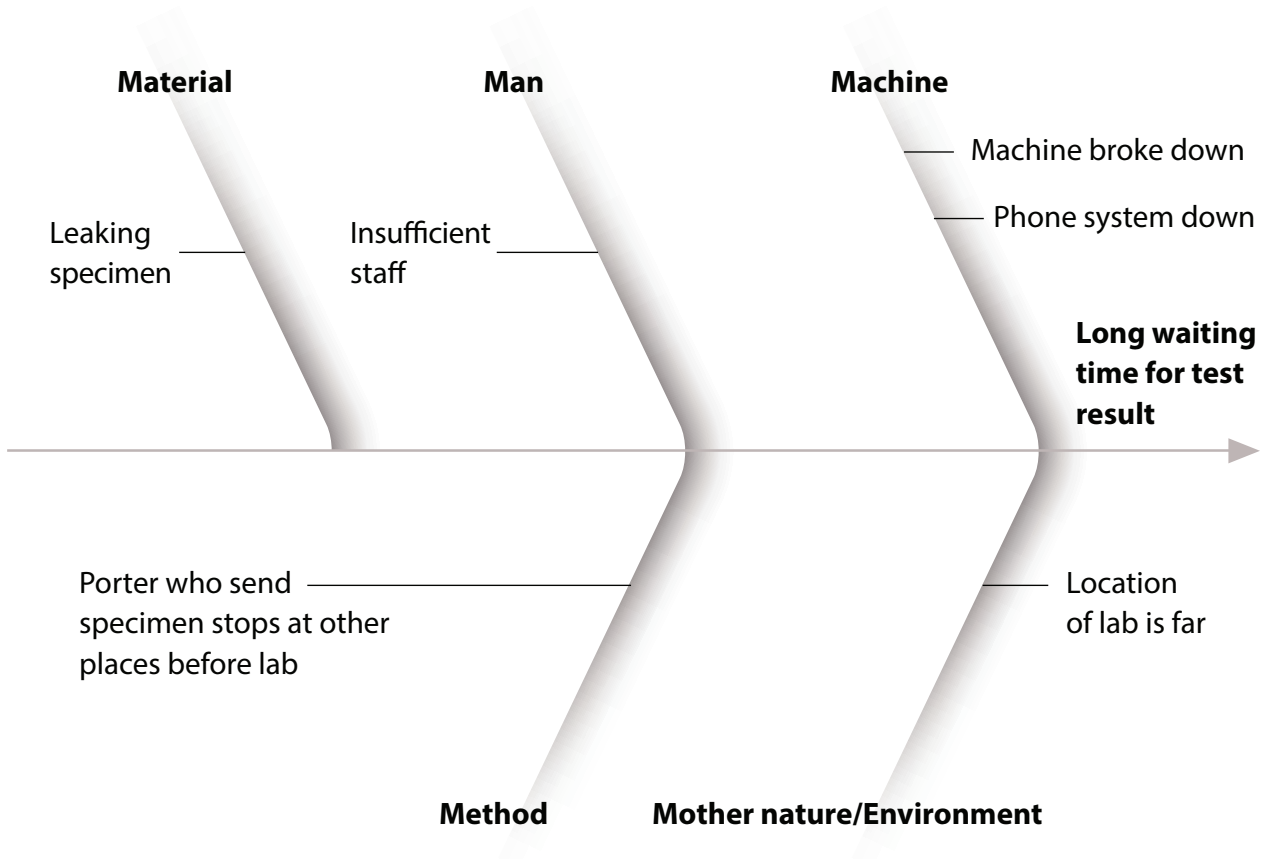 Material
Man
Machine
Machine broke down
Phone system down
Leaking
specimen
Insufficient
staff
Long waiting
time for test
result
Porter who send
specimen stops at other
places before lab
Location
of lab is far
Method
Mother nature/Environment